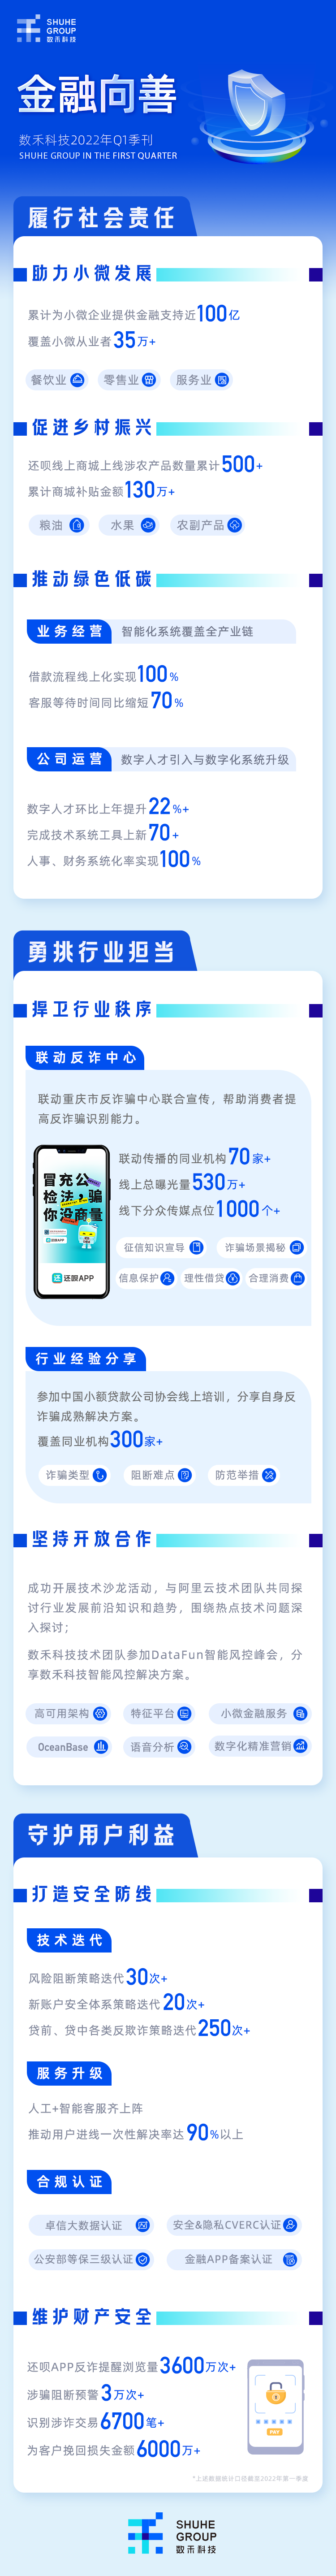 SHUHE
GROUP
数禾科技
金融向善
数禾科技2022年Q1季刊
SHUHE GROUP IN THE FIRST QUARTER
履行社会责任
助力小微发展
累计为小微企业提供金融支持近100亿
覆盖小微从业者35万+
餐饮业 零售业 服务业
促进乡村振兴
还呗线上商城上线涉农产品数量累计500+
累计商城补贴金额130万+
粮油 水果 农副产品
推动绿色低碳
业务经营 智能化系统覆盖全产业链
借款流程线上化实现100%
客服等待时间同比缩短70%
公司运营 数字人才引入与数字化系统升级
数字人才环比上年提升22%+
完成技术系统工具上新70+
人事、财务系统化率实现100%
勇挑行业担当
捍卫行业秩序
联动反诈中心
联动重庆市反诈骗中心联合宣传，帮助消费者提
高反诈骗识别能力。
冒充公
检法，骗
你没商量
还呗APP
联动传播的同业机构70家+
线上总曝光量530万+
线下分众传媒点位1000个+
征信知识宣导 诈骗场景揭秘
信息保护 理性借贷 合理消费
行业经验分享
参加中国小额贷款公司协会线上培训，分享自身反
诈骗成熟解决方案。
覆盖同业机构300家+
诈骗类型 阻断难点 防范举措
坚持开放合作
成功开展技术沙龙活动，与阿里云技术团队共同探
讨行业发展前沿知识和趋势，围绕热点技术问题深
入探讨；
数禾科技技术团队参加DataFun智能风控峰会，分
享数禾科技智能风控解决方案。
高可用架构 特征平台 小微金融服务
OceanBase 语音分析 数字化精准营销
守护用户利益
打造安全防线
技术迭代
风险阻断策略迭代30次+
新账户安全体系策略迭代20次+
贷前、贷中各类反欺诈策略迭代250次+
服务升级
人工+智能客服齐上阵
推动用户进线一次性解决率达90%以上
合规认证
卓信大数据认证 安全&隐私CVERC认证
公安部等保三级认证 金融APP备案认证
维护财产安全
还呗APP反诈提醒浏览量3600万次+
涉骗阻断预警3万次+
识别涉诈交易6700笔+
为客户挽回损失金额6000万+
*上述数据统计口径截至2022年第一季度
SHUHE
GROUP
数禾科技